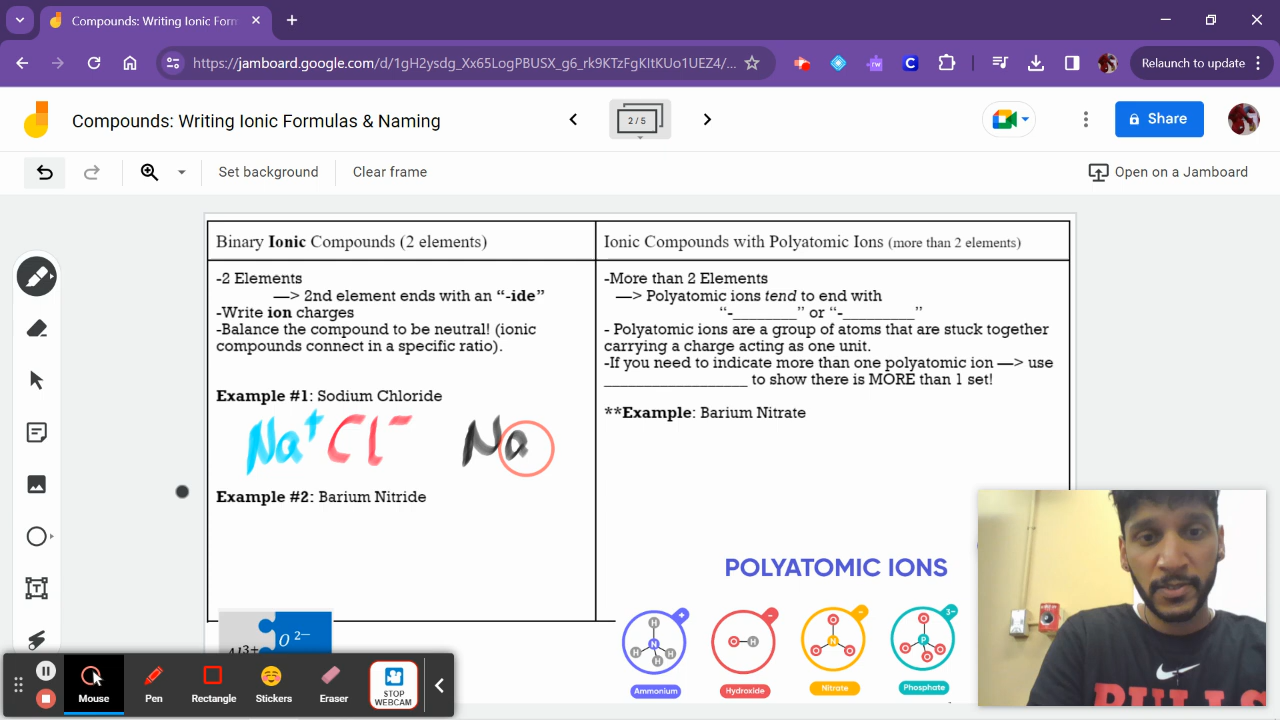 Compounds: Writing Ionic Form
https://jamboard.google.com/d/1gH2ysdg_Xx65LogPBUSX_g6_rk9KTzFgKItKUo1UEZ4/...
Relaunch to update
Compounds: Writing Ionic Formulas & Naming
2 / 5
Share
Set background
Clear frame
Open on a Jamboard
Binary Ionic Compounds (2 elements)
-2 Elements
—> 2nd element ends with an “-ide”
-Write ion charges
-Balance the compound to be neutral! (ionic
compounds connect in a specific ratio).
Example #1: Sodium Chloride
Na⁺ Cl⁻ Na
Example #2: Barium Nitride
O 2−
Al3+
Ionic Compounds with Polyatomic Ions (more than 2 elements)
-More than 2 Elements
—> Polyatomic ions tend to end with
“-________” or “-_________”
- Polyatomic ions are a group of atoms that are stuck together
carrying a charge acting as one unit.
-If you need to indicate more than one polyatomic ion —> use
__________________ to show there is MORE than 1 set!
**Example: Barium Nitrate
POLYATOMIC IONS
+
H
N
H H
H
Ammonium
-
O H
Hydroxide
-
O
N
O O
Nitrate
3-
O
P
O O
O
Phosphate
BULLS
Mouse
Pen
Rectangle
Stickers
Eraser
STOP
WEBCAM